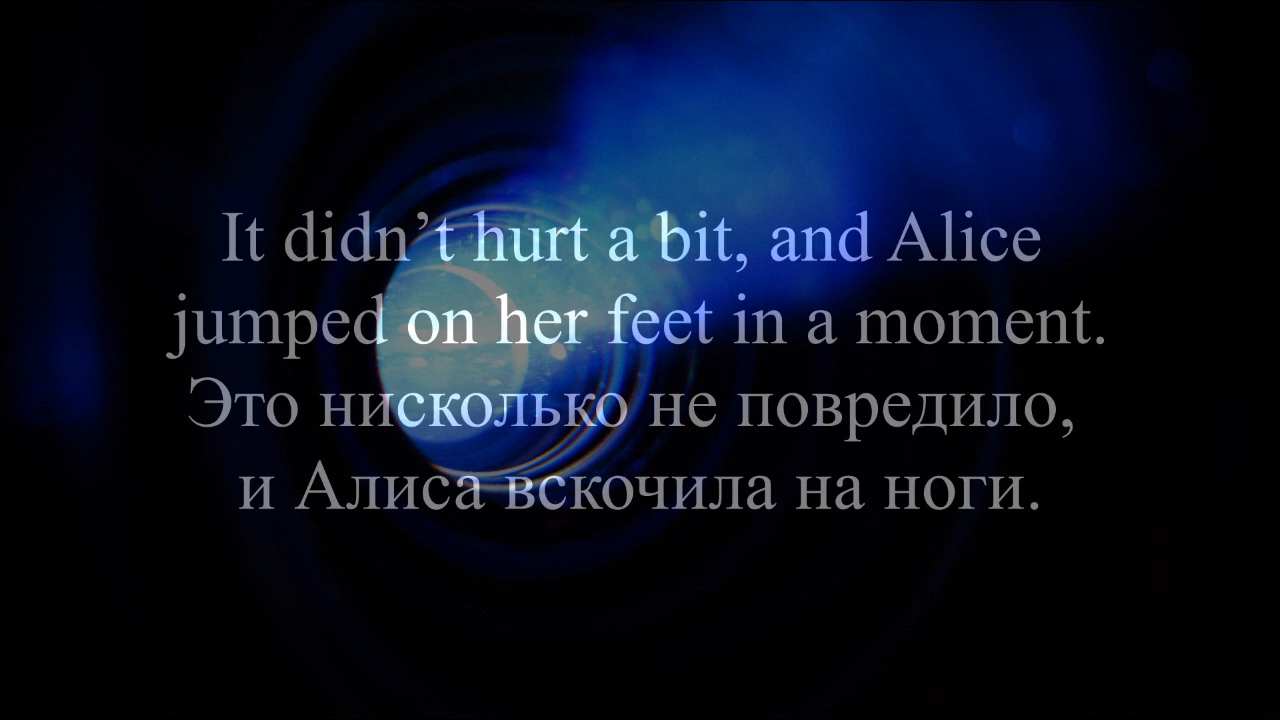 It didn’t hurt a bit, and Alice
jumped on her feet in a moment.
Это нисколько не повредило,
и Алиса вскочила на ноги.